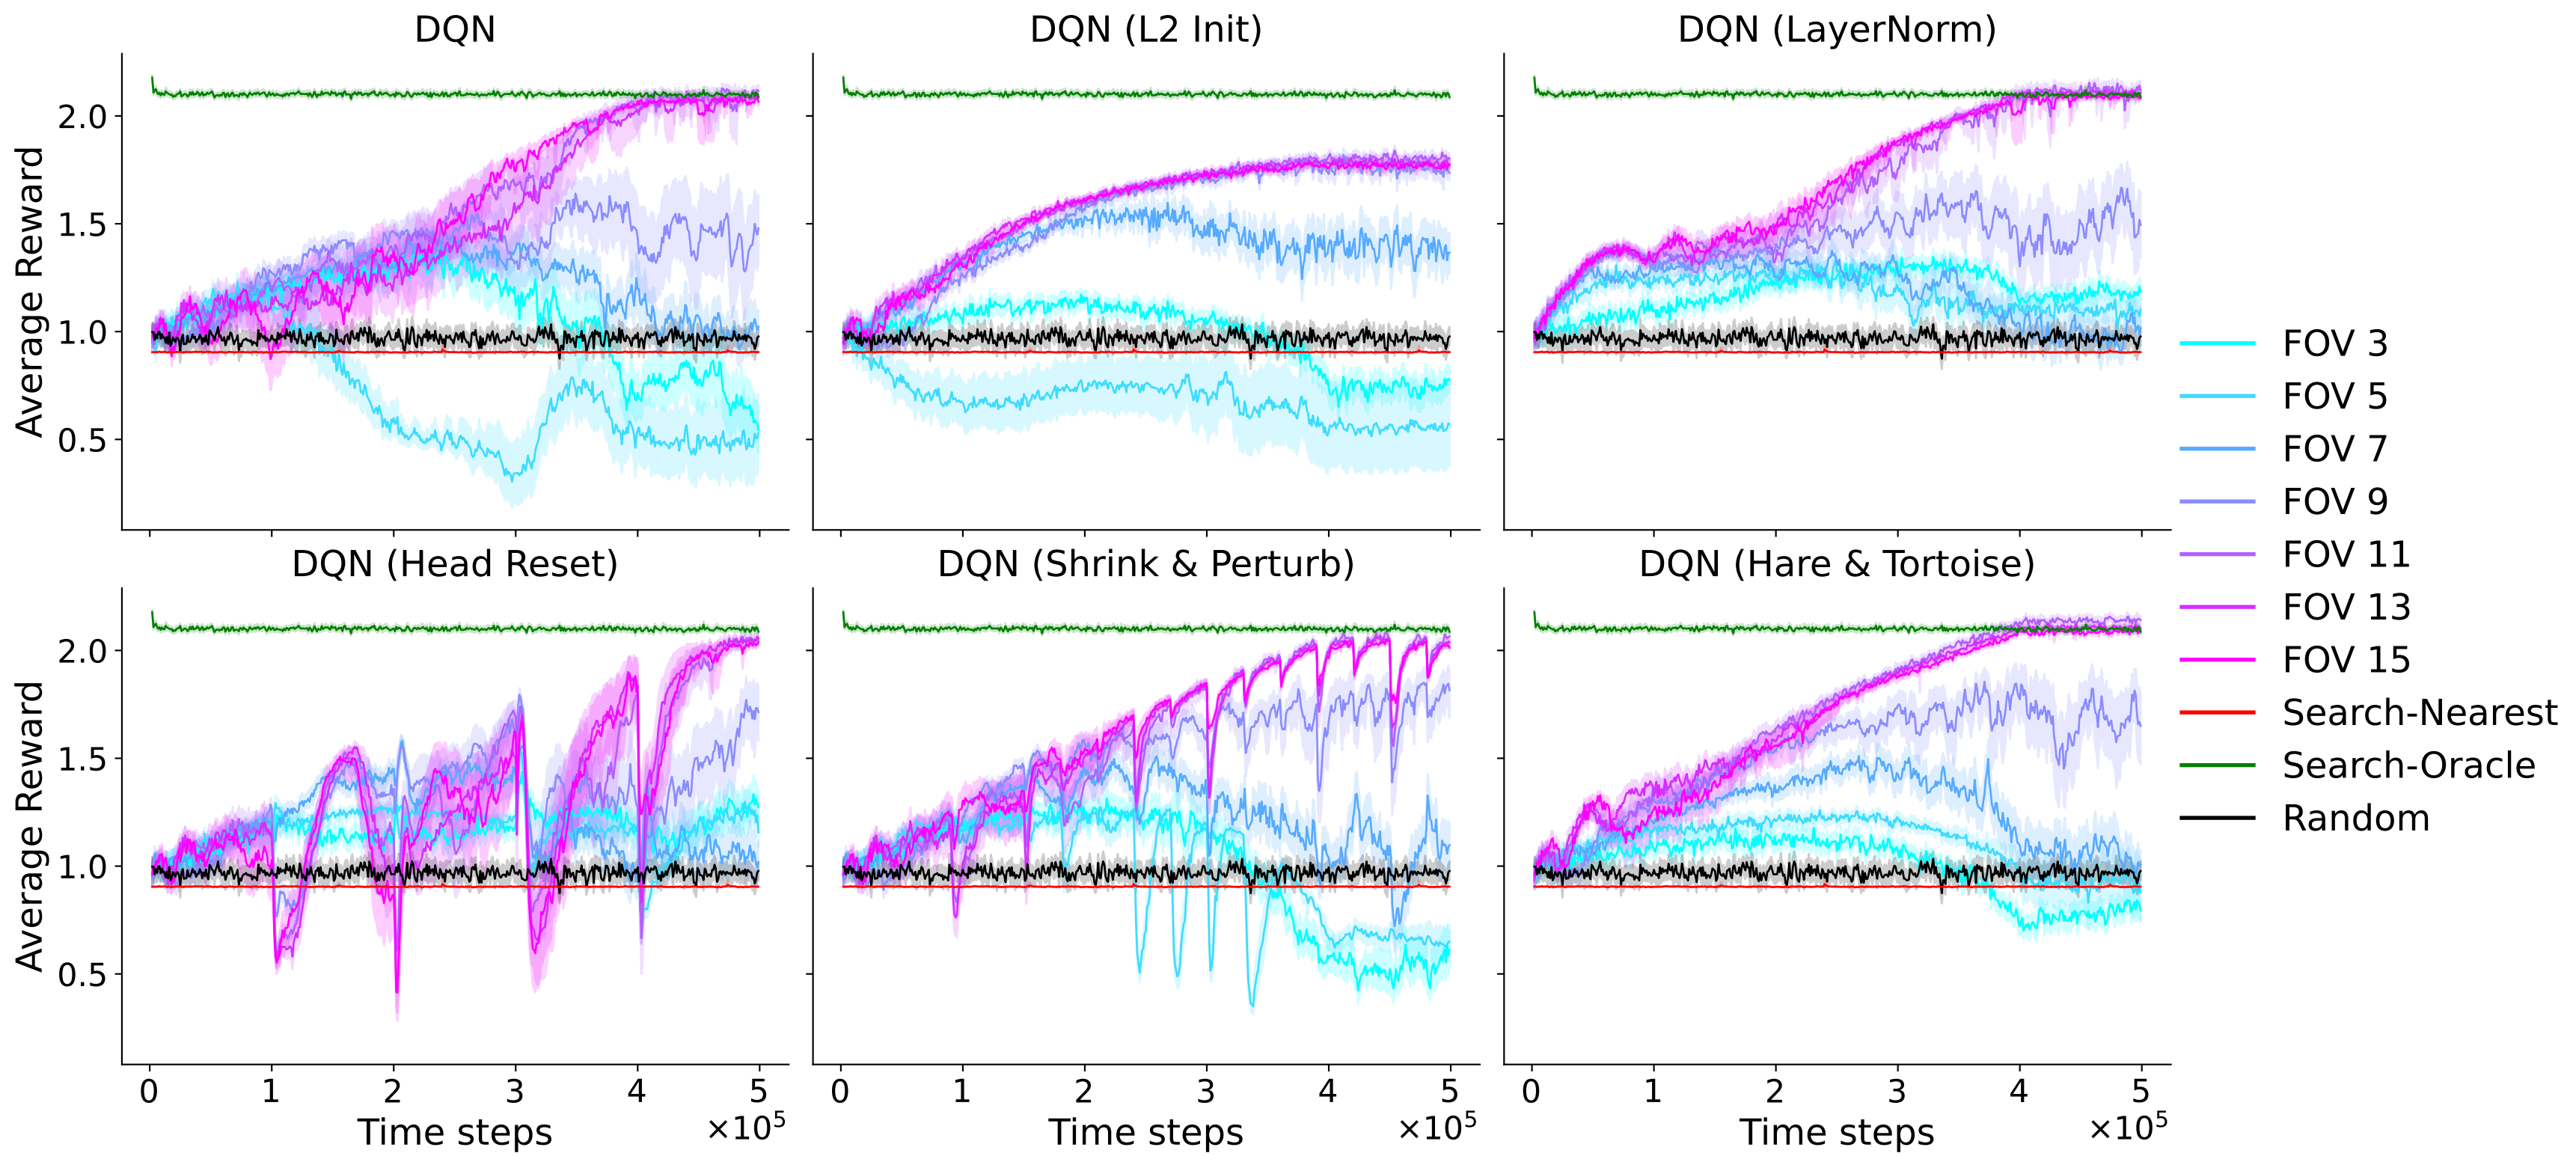 DQN
DQN (L2 Init)
DQN (LayerNorm)
Average Reward
2.0
1.5
1.0
0.5
DQN (Head Reset)
DQN (Shrink & Perturb)
DQN (Hare & Tortoise)
Average Reward
2.0
1.5
1.0
0.5
0 1 2 3 4 5
×10⁵
Time steps
0 1 2 3 4 5
×10⁵
Time steps
0 1 2 3 4 5
×10⁵
Time steps
FOV 3
FOV 5
FOV 7
FOV 9
FOV 11
FOV 13
FOV 15
Search-Nearest
Search-Oracle
Random